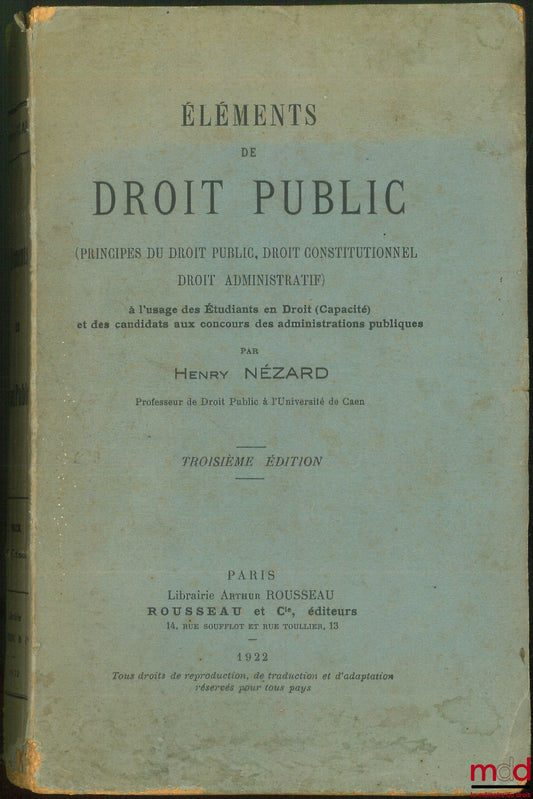 ÉLÉMENTS
DE
DROIT PUBLIC
(PRINCIPES DU DROIT PUBLIC, DROIT CONSTITUTIONNEL
DROIT ADMINISTRATIF)
à l'usage des Étudiants en Droit (Capacité)
et des candidats aux concours des administrations publiques
PAR
HENRY NÉZARD
Professeur de Droit Public à l'Université de Caen
TROISIÈME ÉDITION
PARIS
Librairie ARTHUR ROUSSEAU
ROUSSEAU et Cie, éditeurs
14, RUE SOUFFLOT ET RUE TOULLIER, 13
1922
Tous droits de reproduction, de traduction et d'adaptation
réservés pour tous pays
mdd